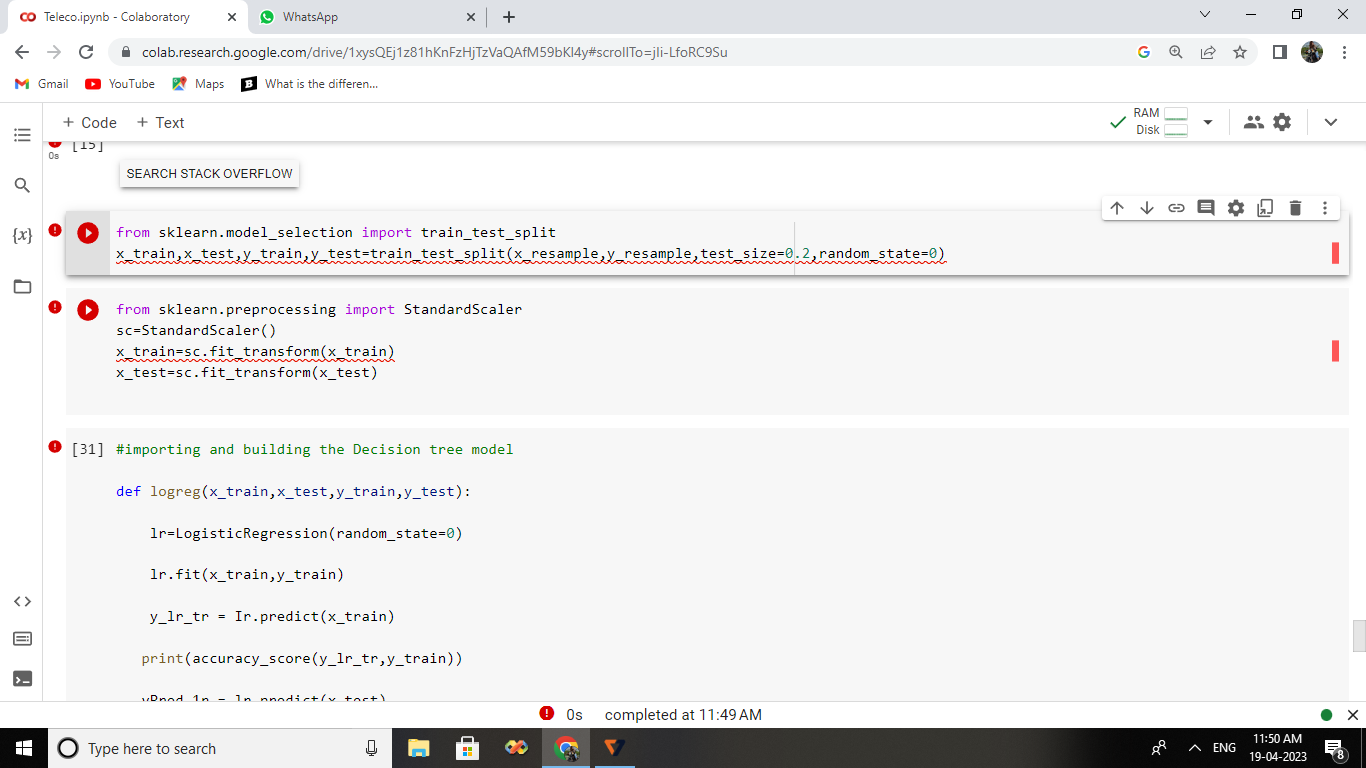 Teleco.ipynb - Colaboratory
WhatsApp
colab.research.google.com/drive/1xysQEj1z81hKnFzHjTzVaQAfM59bKl4y#scrollTo=jli-LfoRC9Su
Gmail
YouTube
Maps
What is the differen...
+ Code
+ Text
RAM
Disk
[15]
0s
SEARCH STACK OVERFLOW
from sklearn.model_selection import train_test_split
x_train,x_test,y_train,y_test=train_test_split(x_resample,y_resample,test_size=0.2,random_state=0)
from sklearn.preprocessing import StandardScaler
sc=StandardScaler()
x_train=sc.fit_transform(x_train)
x_test=sc.fit_transform(x_test)
[31]
#importing and building the Decision tree model
def logreg(x_train,x_test,y_train,y_test):
lr=LogisticRegression(random_state=0)
lr.fit(x_train,y_train)
y_lr_tr = Ir.predict(x_train)
print(accuracy_score(y_lr_tr,y_train))
yPred_lr = lr.predict(x_test)
0s completed at 11:49 AM
Type here to search
ENG
11:50 AM
19-04-2023
8